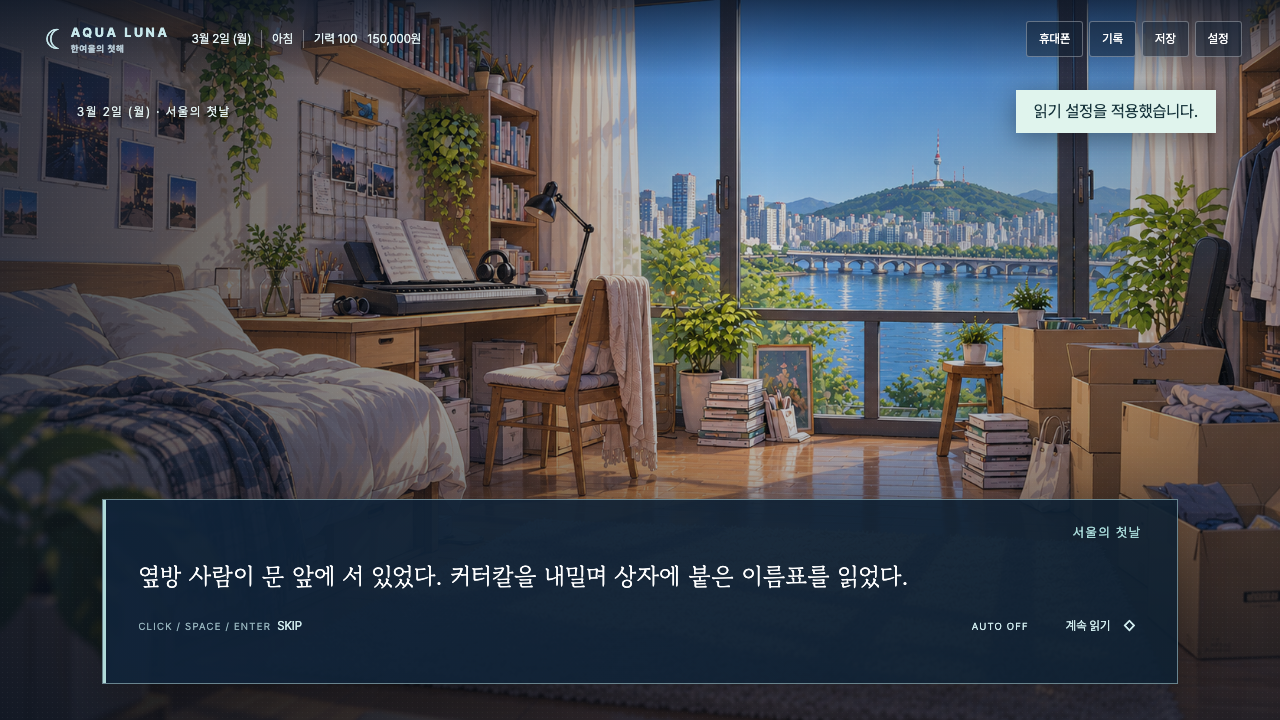 AQUA LUNA
한여울의 첫해
3월 2일 (월) 아침 기력 100 150,000원
휴대폰 기록 저장 설정
3월 2일 (월) · 서울의 첫날
읽기 설정을 적용했습니다.
서울의 첫날
옆방 사람이 문 앞에 서 있었다. 커터칼을 내밀며 상자에 붙은 이름표를 읽었다.
CLICK / SPACE / ENTER SKIP
AUTO OFF 계속 읽기